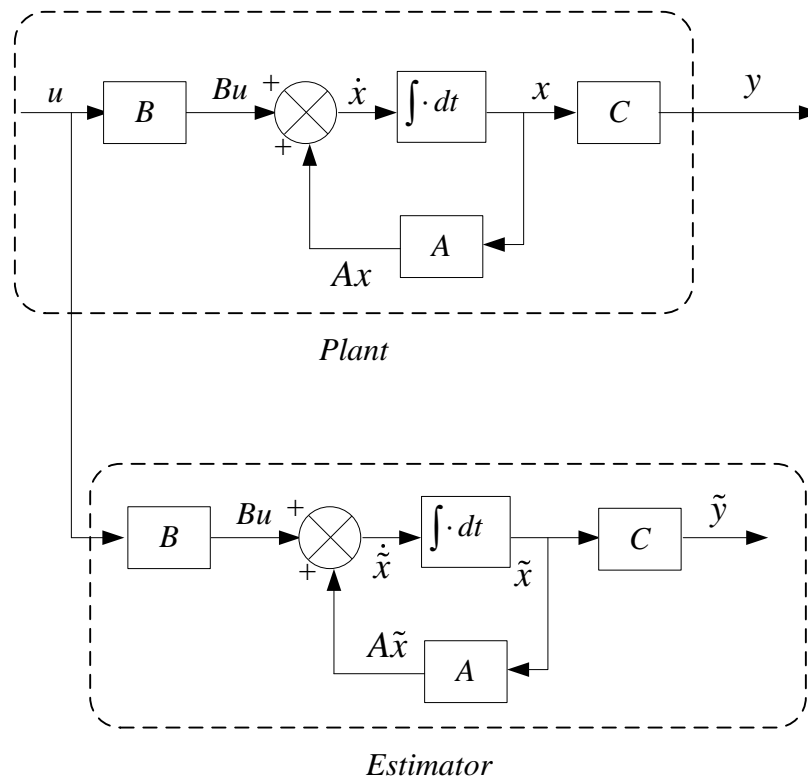 u
B
Bu
+
+
ẋ
∫· dt
x
C
y
A
Ax
Plant
B
Bu
+
+
x̃̇
∫· dt
x̃
C
ỹ
A
Ax̃
Estimator